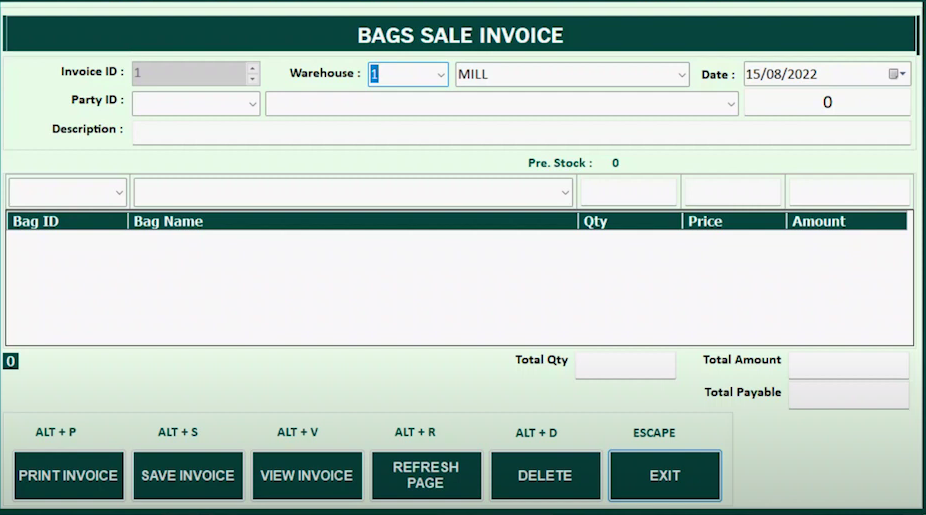 BAGS SALE INVOICE
Invoice ID : 1 Warehouse : 1 MILL Date : 15/08/2022
Party ID : 0
Description :
Pre. Stock : 0
Bag ID Bag Name Qty Price Amount
0 Total Qty Total Amount
Total Payable
ALT + P ALT + S ALT + V ALT + R ALT + D ESCAPE
PRINT INVOICE SAVE INVOICE VIEW INVOICE REFRESH PAGE DELETE EXIT